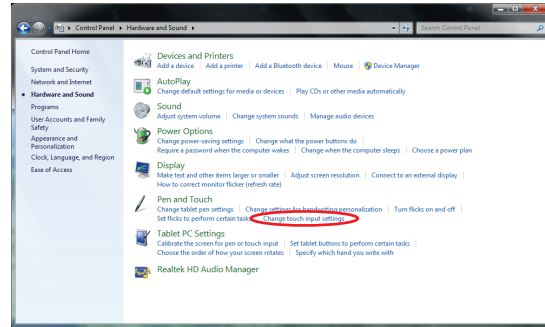 Control Panel ▸ Hardware and Sound ▸
Search Control Panel
Control Panel Home
System and Security
Network and Internet
Hardware and Sound
Programs
User Accounts and Family
Safety
Appearance and
Personalization
Clock, Language, and Region
Ease of Access
Devices and Printers
Add a device | Add a printer | Add a Bluetooth device | Mouse | Device Manager
AutoPlay
Change default settings for media or devices | Play CDs or other media automatically
Sound
Adjust system volume | Change system sounds | Manage audio devices
Power Options
Change power-saving settings | Change what the power buttons do |
Require a password when the computer wakes | Change when the computer sleeps | Choose a power plan
Display
Make text and other items larger or smaller | Adjust screen resolution | Connect to an external display |
How to correct monitor flicker (refresh rate)
Pen and Touch
Change tablet pen settings | Change settings for handwriting personalization | Turn flicks on and off |
Set flicks to perform certain tasks | Change touch input settings
Tablet PC Settings
Calibrate the screen for pen or touch input | Set tablet buttons to perform certain tasks |
Choose the order of how your screen rotates | Specify which hand you write with
Realtek HD Audio Manager